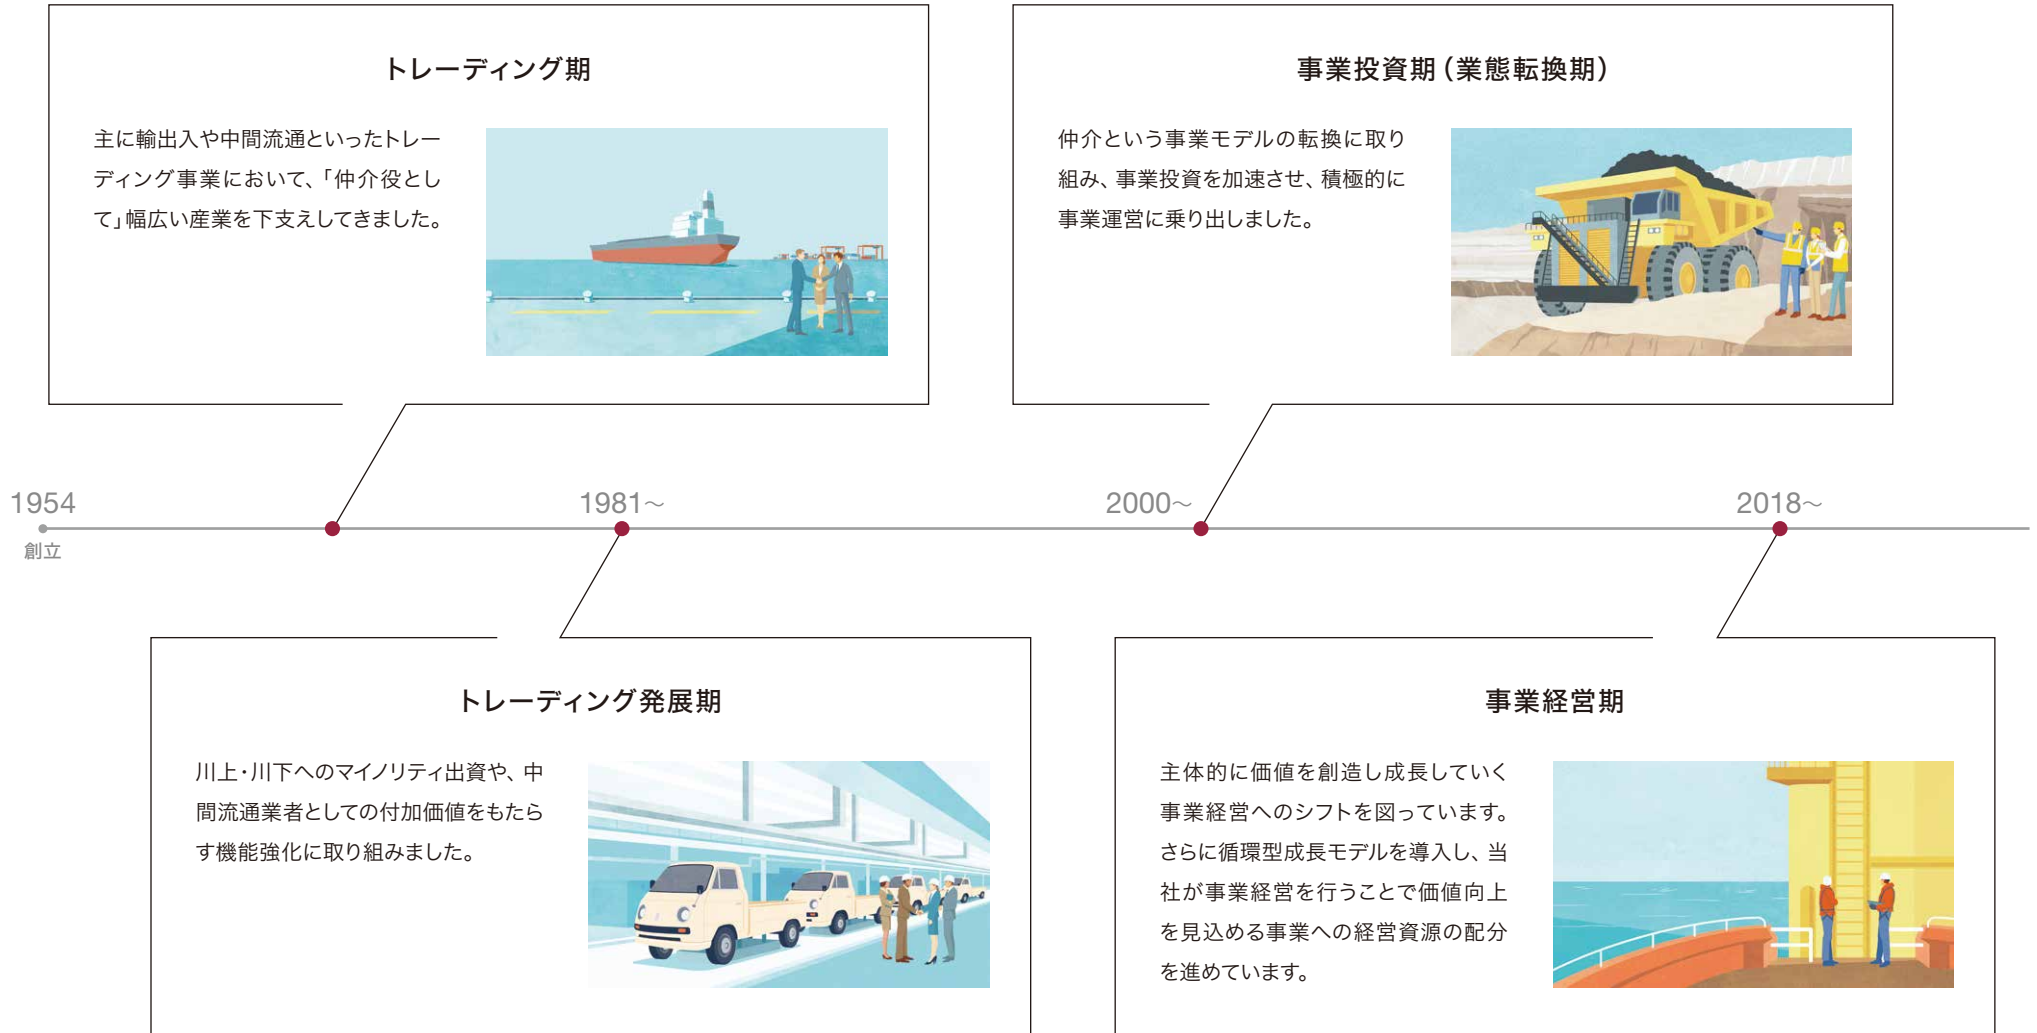 トレーディング期
主に輸出入や中間流通といったトレー
ディング事業において、「仲介役とし
て」幅広い産業を下支えしてきました。
事業投資期（業態転換期）
仲介という事業モデルの転換に取り
組み、事業投資を加速させ、積極的に
事業運営に乗り出しました。
1954
創立
1981～
2000～
2018～
トレーディング発展期
川上・川下へのマイノリティ出資や、中
間流通業者としての付加価値をもたら
す機能強化に取り組みました。
事業経営期
主体的に価値を創造し成長していく
事業経営へのシフトを図っています。
さらに循環型成長モデルを導入し、当
社が事業経営を行うことで価値向上
を見込める事業への経営資源の配分
を進めています。